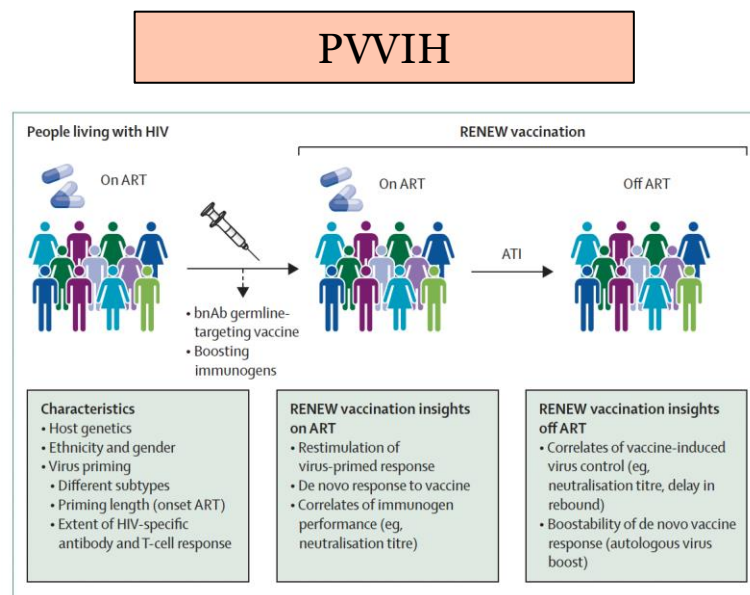 PVVIH
People living with HIV
RENEW vaccination
On ART
On ART
Off ART
ATI
• bnAb germline-
targeting vaccine
• Boosting
immunogens
Characteristics
• Host genetics
• Ethnicity and gender
• Virus priming
• Different subtypes
• Priming length (onset ART)
• Extent of HIV-specific
antibody and T-cell response
RENEW vaccination insights
on ART
• Restimulation of
virus-primed response
• De novo response to vaccine
• Correlates of immunogen
performance (eg,
neutralisation titre)
RENEW vaccination insights
off ART
• Correlates of vaccine-induced
virus control (eg,
neutralisation titre, delay in
rebound)
• Boostability of de novo vaccine
response (autologous virus
boost)